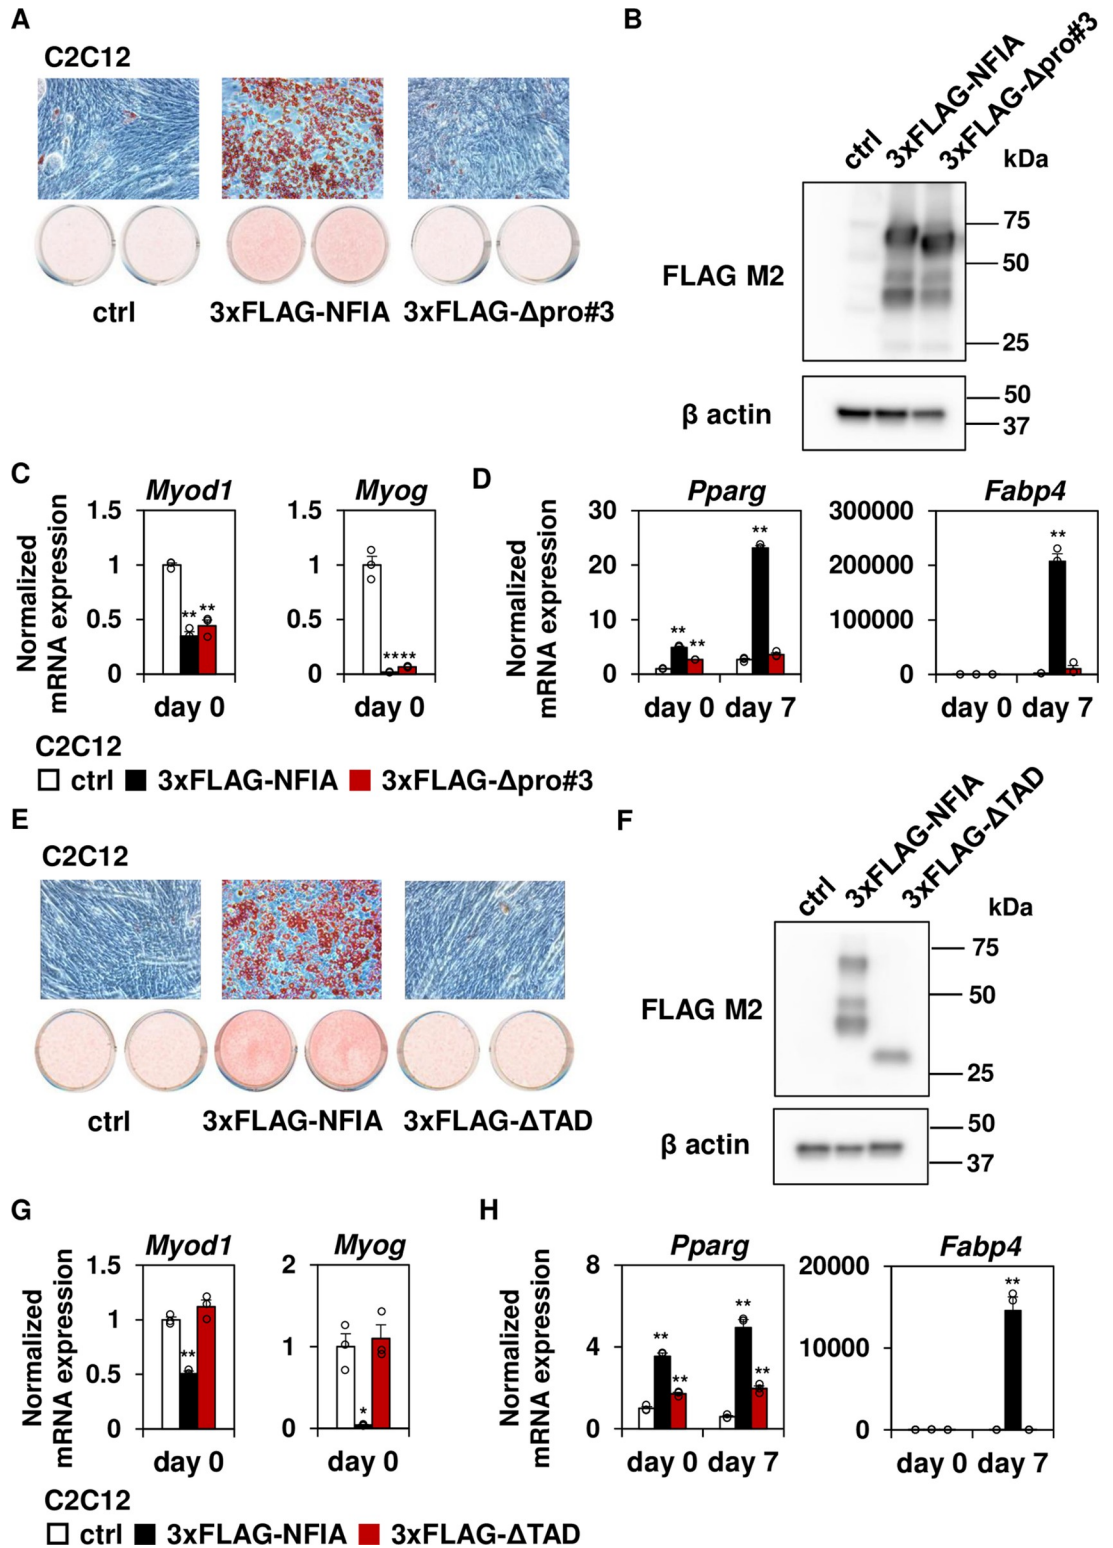 A
C2C12
ctrl
3xFLAG-NFIA
3xFLAG-Δpro#3
B
ctrl
3xFLAG-NFIA
3xFLAG-Δpro#3
kDa
FLAG M2
75
50
25
β actin
50
37
C
Normalized
mRNA expression
Myod1
1.5
1
0.5
0
** **
day 0
Myog
1.5
1
0.5
0
****
day 0
D
Normalized
mRNA expression
Pparg
30
20
10
0
** ** **
day 0 day 7
Fabp4
300000
200000
100000
0
**
day 0 day 7
C2C12
ctrl 3xFLAG-NFIA 3xFLAG-Δpro#3
E
C2C12
ctrl
3xFLAG-NFIA
3xFLAG-ΔTAD
F
ctrl
3xFLAG-NFIA
3xFLAG-ΔTAD
kDa
FLAG M2
75
50
25
β actin
50
37
G
Normalized
mRNA expression
Myod1
1.5
1
0.5
0
**
day 0
Myog
2
1
0
*
day 0
H
Normalized
mRNA expression
Pparg
8
4
0
** ** ** **
day 0 day 7
Fabp4
20000
10000
0
**
day 0 day 7
C2C12
ctrl 3xFLAG-NFIA 3xFLAG-ΔTAD